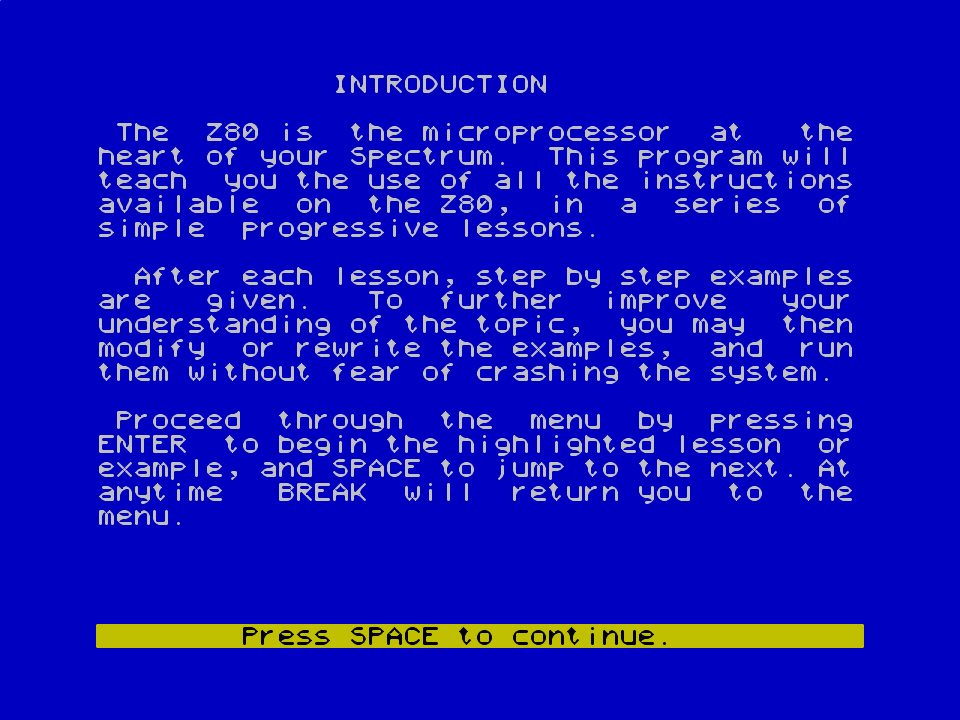 INTRODUCTION
The Z80 is the microprocessor at the
heart of your Spectrum. This program will
teach you the use of all the instructions
available on the Z80, in a series of
simple progressive lessons.
After each lesson, step by step examples
are given. To further improve your
understanding of the topic, you may then
modify or rewrite the examples, and run
them without fear of crashing the system.
Proceed through the menu by pressing
ENTER to begin the highlighted lesson or
example, and SPACE to jump to the next. At
anytime BREAK will return you to the
menu.
Press SPACE to continue.